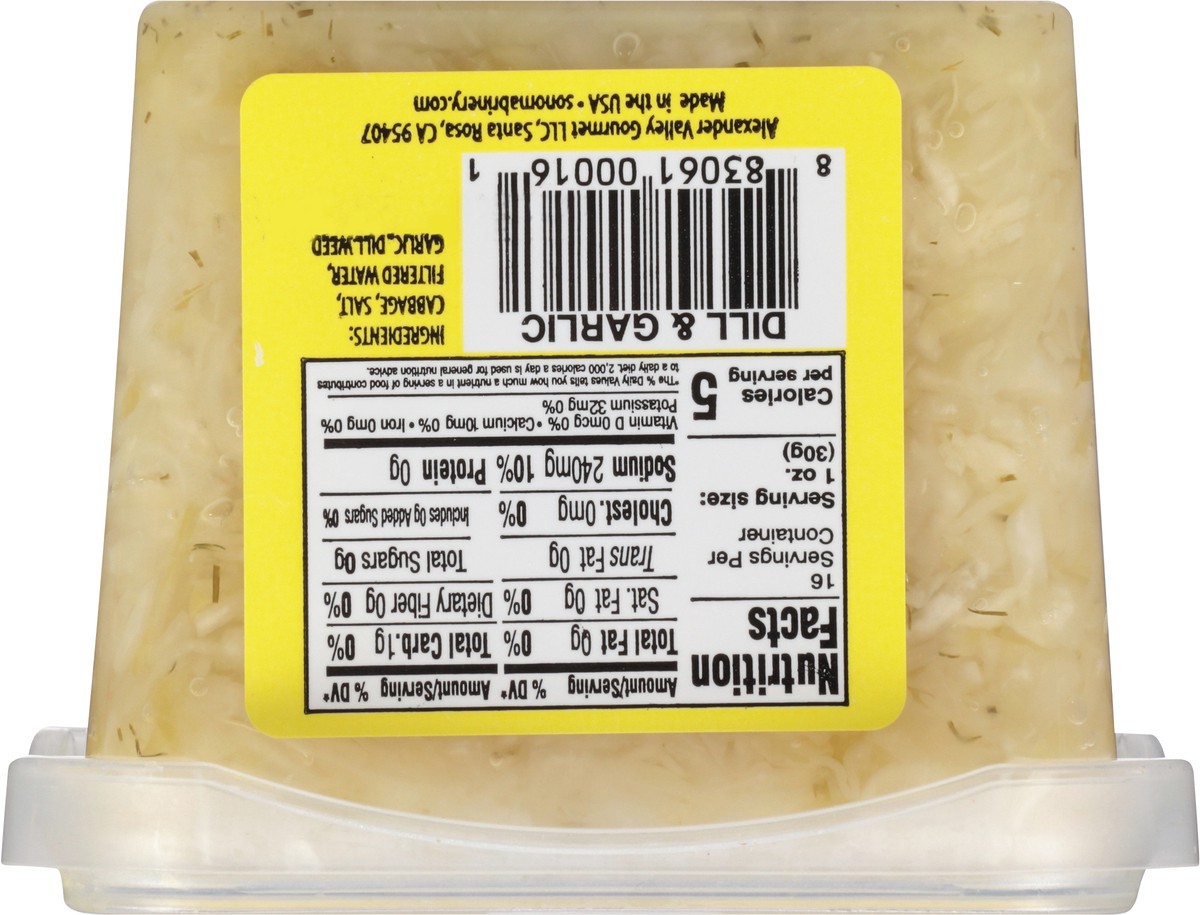 Nutrition
Facts
16
Servings Per
Container
Serving size:
1 oz.
(30g)
Calories
per serving
5
Amount/Serving % DV* Amount/Serving % DV*
Total Fat 0g 0% Total Carb.1g 0%
Sat. Fat 0g 0% Dietary Fiber 0g 0%
Trans Fat 0g Total Sugars 0g
Cholest. 0mg 0% Includes 0g Added Sugars 0%
Sodium 240mg 10% Protein 0g
Vitamin D 0mcg 0% • Calcium 10mg 0% • Iron 0mg 0%
Potassium 32mg 0%
*The % Daily Values tells you how much a nutrient in a serving of food contributes
to a daily diet. 2,000 calories a day is used for general nutrition advice.
DILL & GARLIC
8 83061 00016 1
INGREDIENTS:
CABBAGE, SALT,
FILTERED WATER,
GARLIC, DILL WEED
Alexander Valley Gourmet LLC, Santa Rosa, CA 95407
Made in the USA • sonomabrinery.com